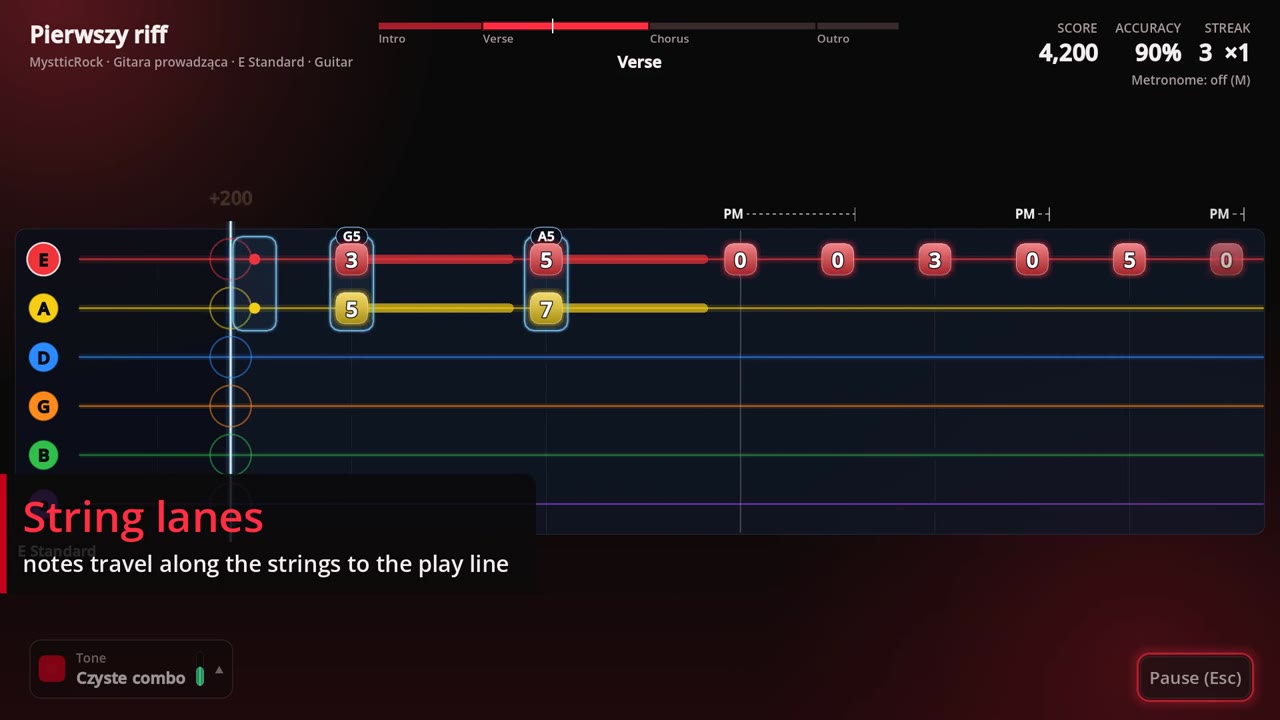 Pierwszy riff
MystticRock · Gitara prowadząca · E Standard · Guitar
Intro
Verse
Chorus
Outro
Verse
SCORE
ACCURACY
STREAK
4,200
90%
3 ×1
Metronome: off (M)
+200
PM
PM
PM
G5
A5
E
3
5
0
0
3
0
5
0
A
5
7
D
G
B
String lanes
E Standard
notes travel along the strings to the play line
Tone
Czyste combo
▲
Pause (Esc)